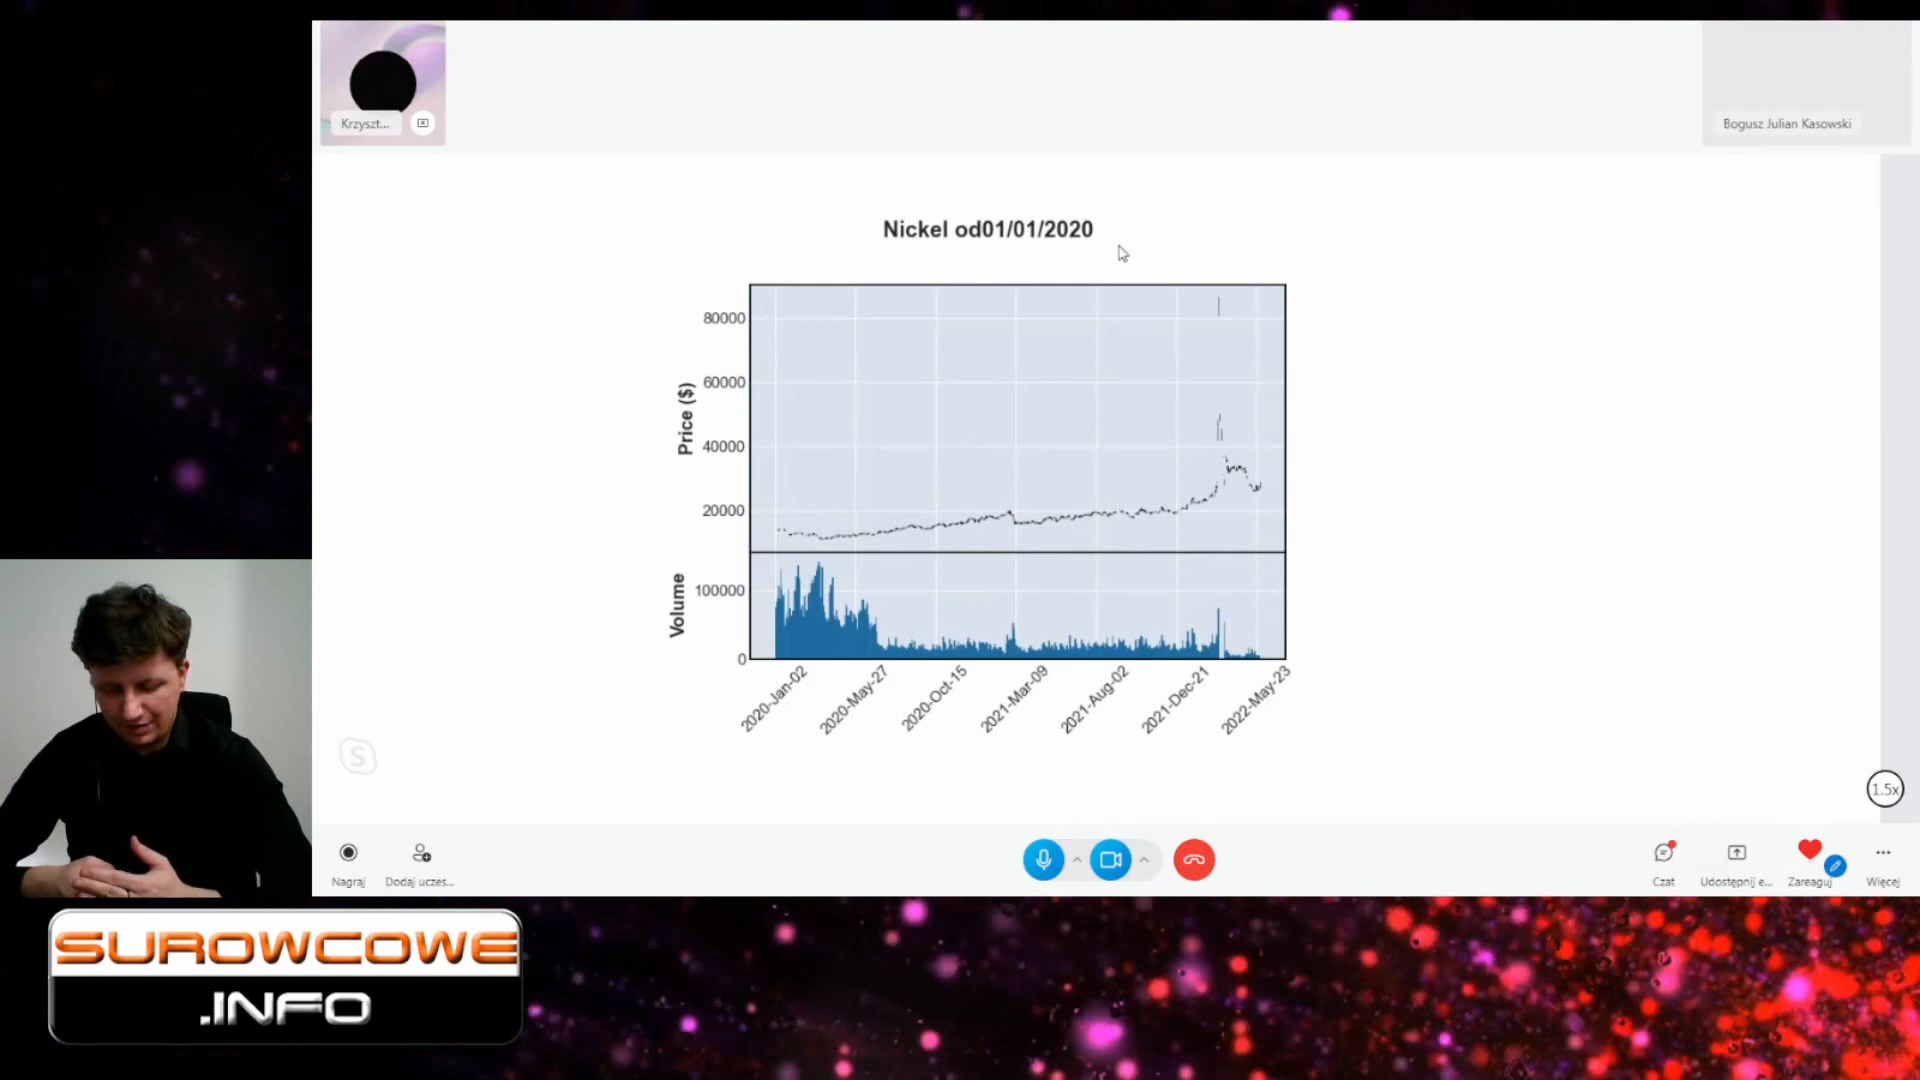 Krzyszt...
Bogusz Julian Kasowski
Nickel od01/01/2020
Price ($)
80000
60000
40000
20000
Volume
100000
0
2020-Jan-02
2020-May-27
2020-Oct-15
2021-Mar-09
2021-Aug-02
2021-Dec-21
2022-May-23
S
1.5x
Nagraj
Dodaj uczes...
Czat
Udostępnij e...
Zareaguj
Więcej
SUROWCOWE
.INFO